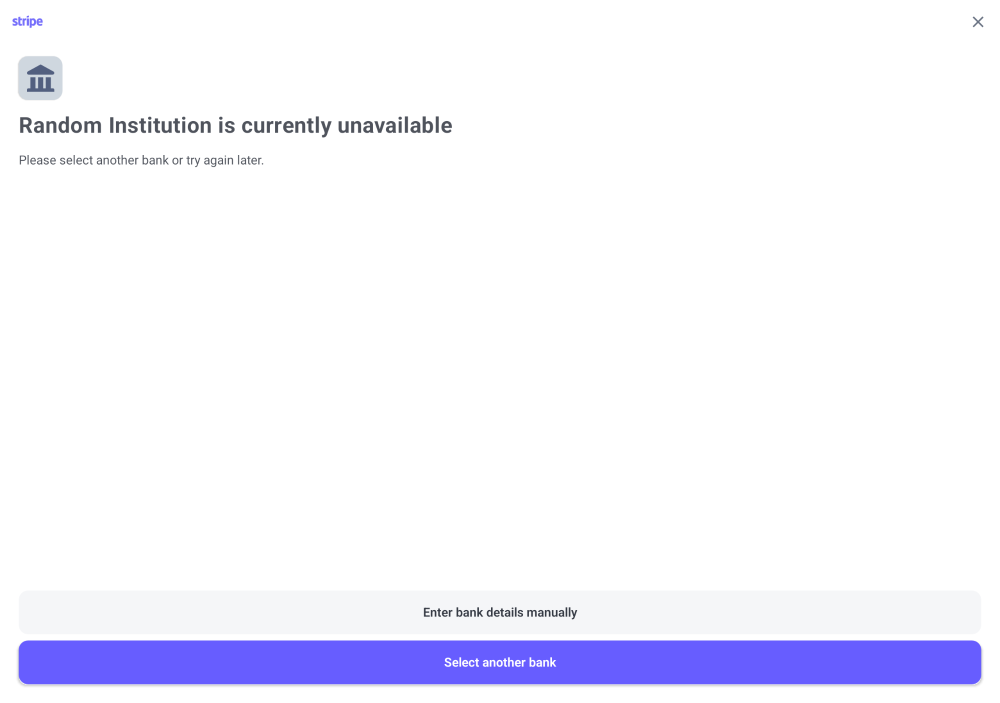 stripe
Random Institution is currently unavailable
Please select another bank or try again later.
Enter bank details manually
Select another bank